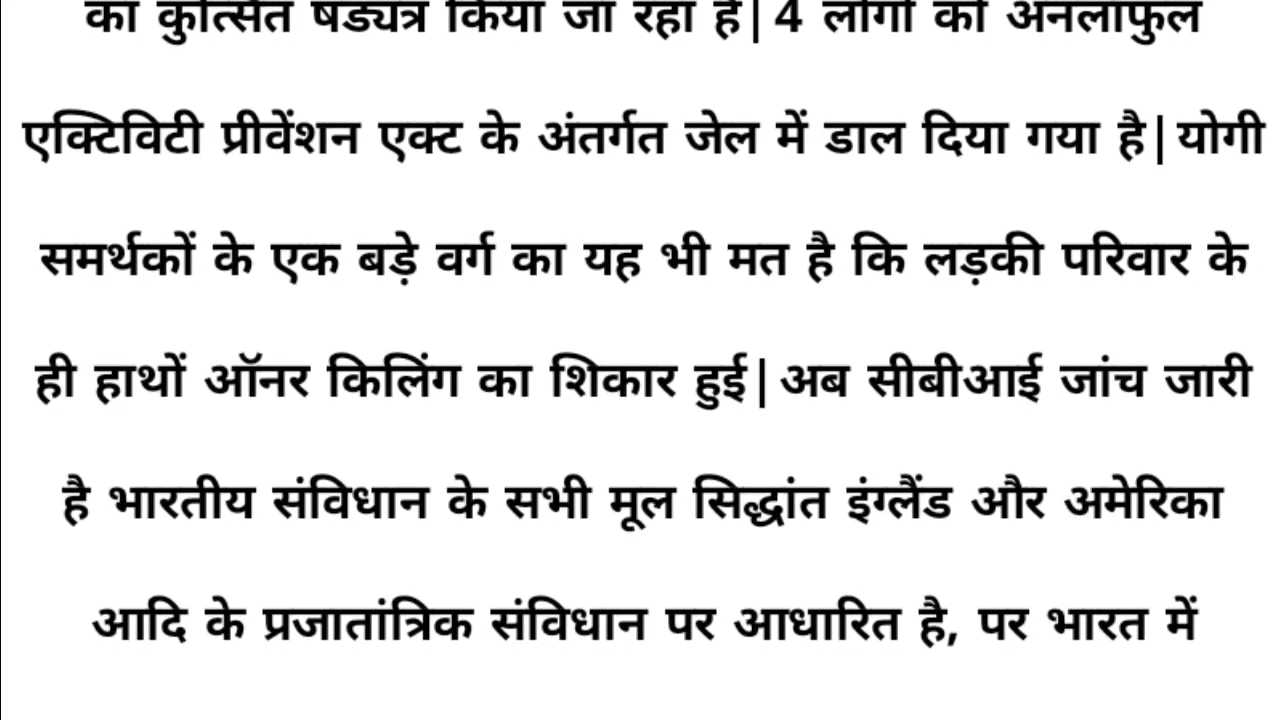 का कुत्सित षड्यंत्र किया जा रहा है| 4 लोगों को अनलॉफुल
एक्टिविटी प्रीवेंशन एक्ट के अंतर्गत जेल में डाल दिया गया है| योगी
समर्थकों के एक बड़े वर्ग का यह भी मत है कि लड़की परिवार के
ही हाथों ऑनर किलिंग का शिकार हुई| अब सीबीआई जांच जारी
है भारतीय संविधान के सभी मूल सिद्धांत इंग्लैंड और अमेरिका
आदि के प्रजातांत्रिक संविधान पर आधारित है, पर भारत में